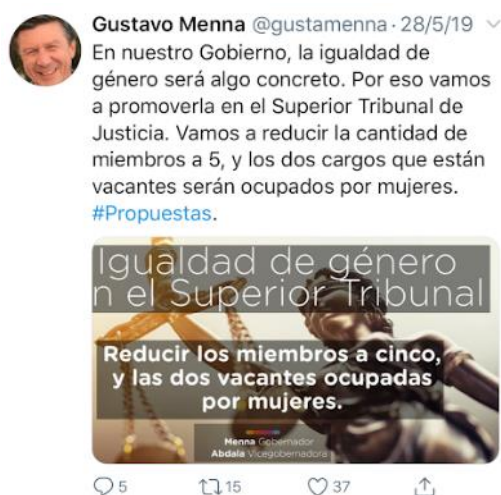 Gustavo Menna @gustamenna · 28/5/19
En nuestro Gobierno, la igualdad de
género será algo concreto. Por eso vamos
a promoverla en el Superior Tribunal de
Justicia. Vamos a reducir la cantidad de
miembros a 5, y los dos cargos que están
vacantes serán ocupados por mujeres.
#Propuestas.
Igualdad de género
n el Superior Tribunal
Reducir los miembros a cinco,
y las dos vacantes ocupadas
por mujeres.
Menna Gobernador
Abdala Vicegobernadora
5 15 37